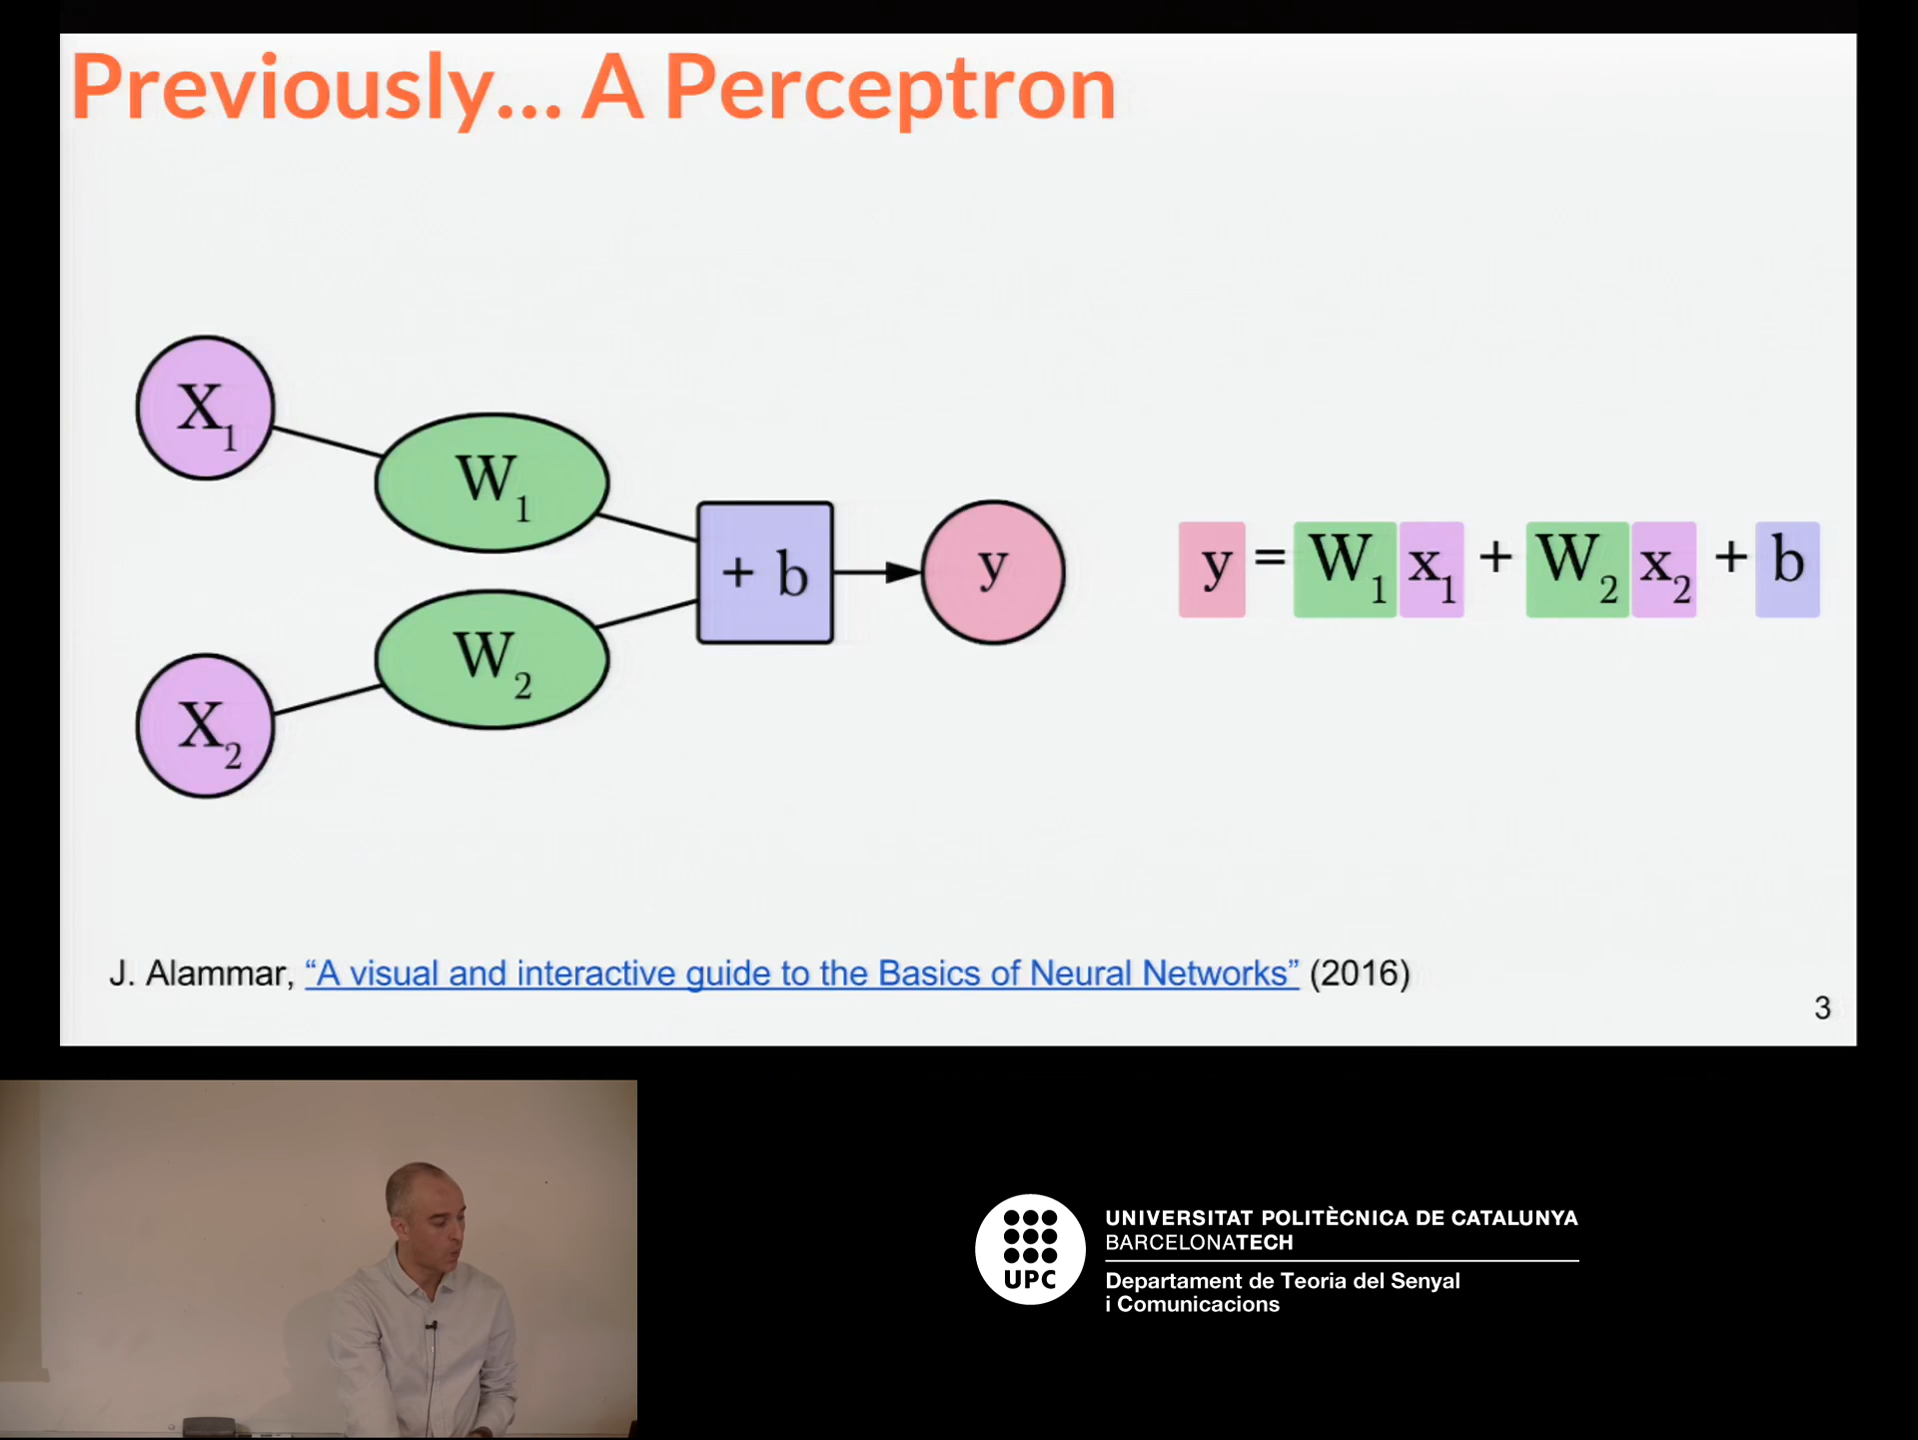 Previously... A Perceptron
X1
W1
+ b
y
W2
X2
y = W1 x1 + W2 x2 + b
J. Alammar, “A visual and interactive guide to the Basics of Neural Networks” (2016)
3
UPC
UNIVERSITAT POLITÈCNICA DE CATALUNYA
BARCELONATECH
Departament de Teoria del Senyal
i Comunicacions